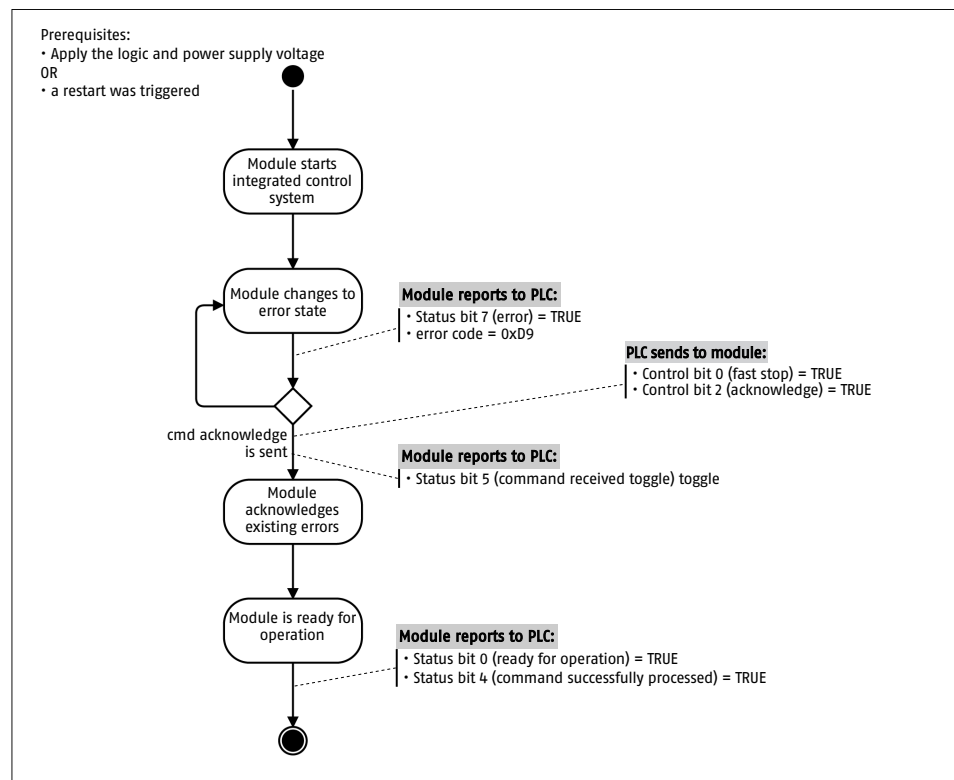 Prerequisites:
• Apply the logic and power supply voltage
OR
• a restart was triggered
Module starts
integrated control
system
Module changes to
error state
Module reports to PLC:
• Status bit 7 (error) = TRUE
• error code = 0xD9
PLC sends to module:
• Control bit 0 (fast stop) = TRUE
• Control bit 2 (acknowledge) = TRUE
cmd acknowledge
is sent
Module reports to PLC:
• Status bit 5 (command received toggle) toggle
Module
acknowledges
existing errors
Module is ready for
operation
Module reports to PLC:
• Status bit 0 (ready for operation) = TRUE
• Status bit 4 (command successfully processed) = TRUE